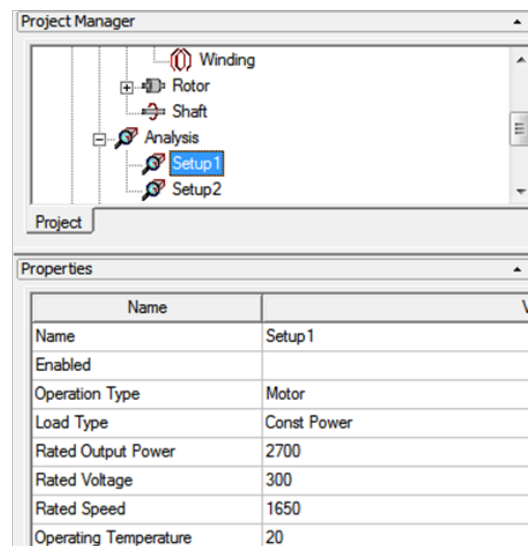 Project Manager
Winding
Rotor
Shaft
Analysis
Setup1
Setup2
Project
Properties
Name V
Name Setup1
Enabled
Operation Type Motor
Load Type Const Power
Rated Output Power 2700
Rated Voltage 300
Rated Speed 1650
Operating Temperature 20